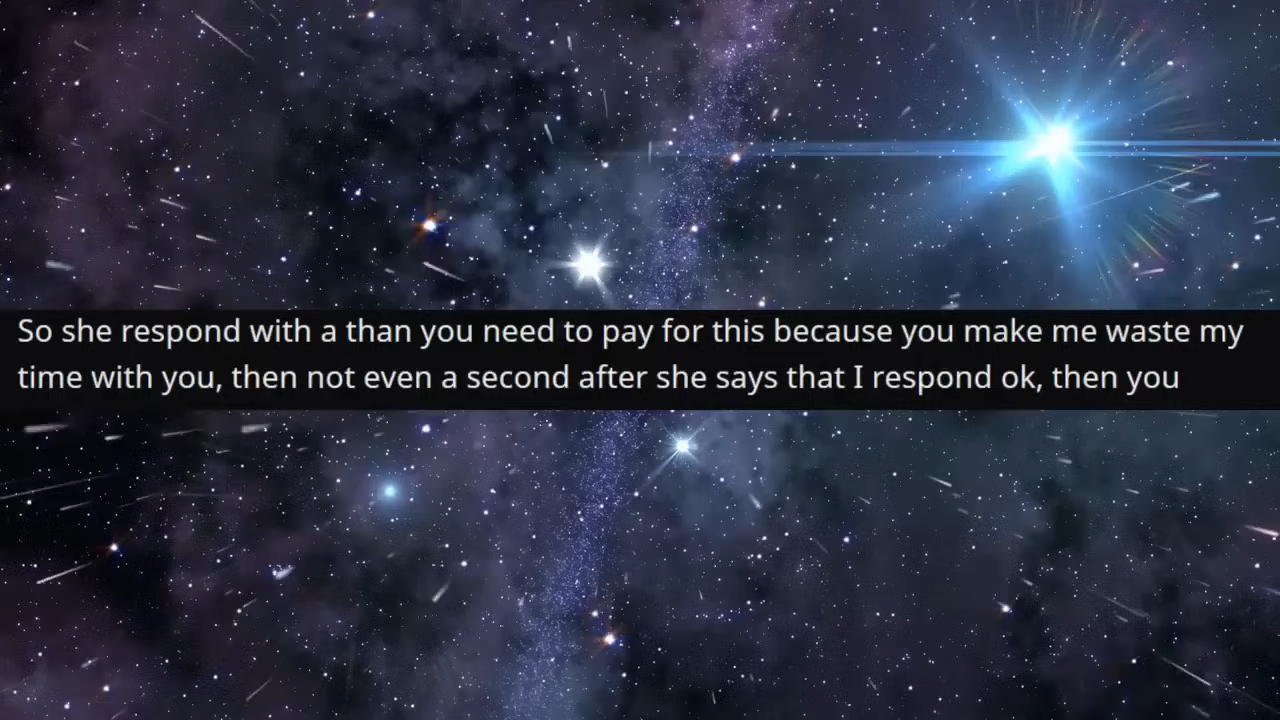 So she respond with a than you need to pay for this because you make me waste my
time with you, then not even a second after she says that I respond ok, then you